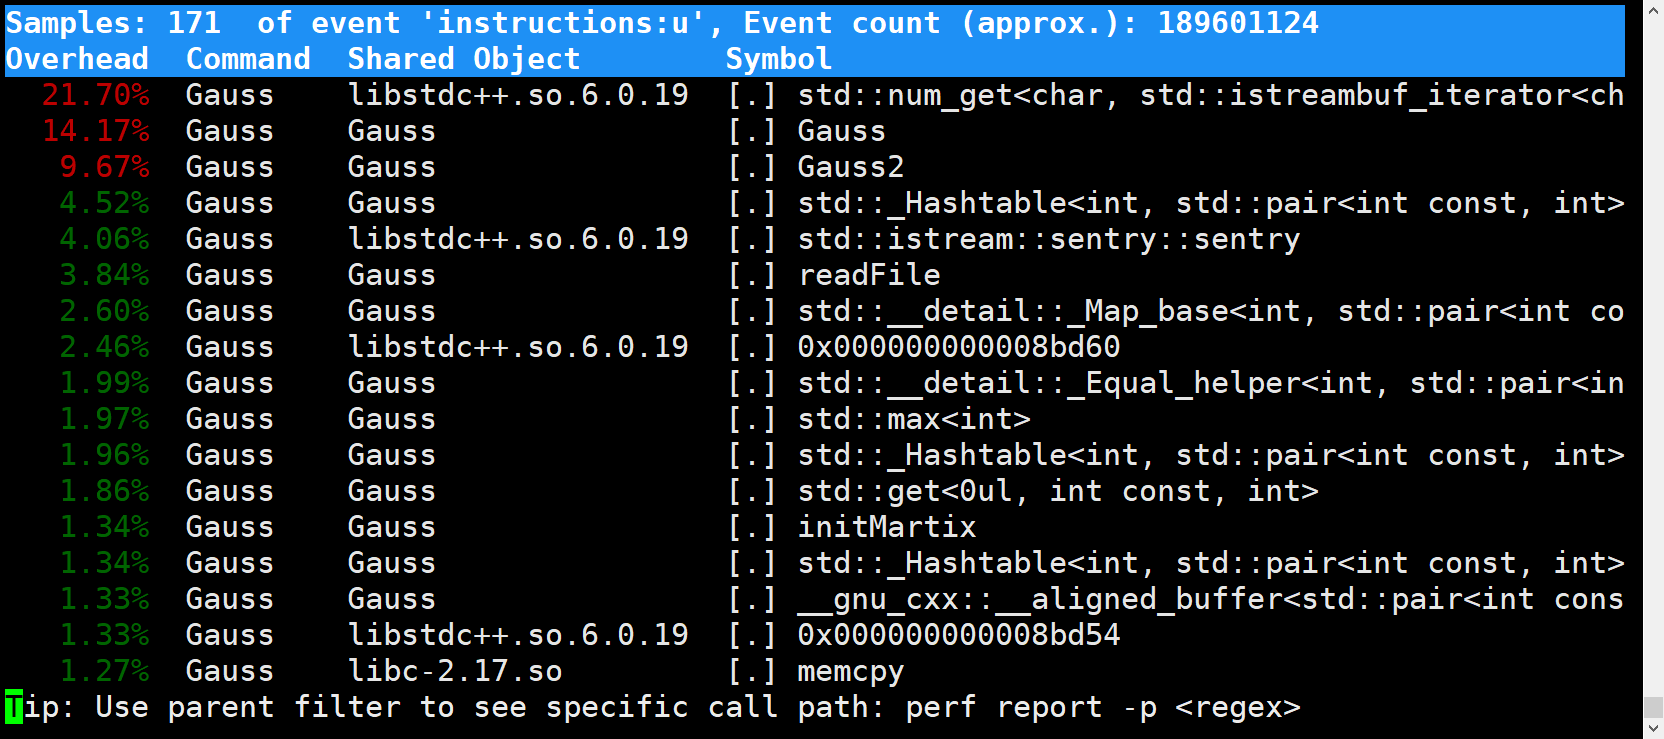 Samples: 171  of event 'instructions:u', Event count (approx.): 189601124
Overhead  Command  Shared Object        Symbol
  21.70%  Gauss    libstdc++.so.6.0.19  [.] std::num_get<char, std::istreambuf_iterator<ch
  14.17%  Gauss    Gauss                [.] Gauss
   9.67%  Gauss    Gauss                [.] Gauss2
   4.52%  Gauss    Gauss                [.] std::_Hashtable<int, std::pair<int const, int>
   4.06%  Gauss    libstdc++.so.6.0.19  [.] std::istream::sentry::sentry
   3.84%  Gauss    Gauss                [.] readFile
   2.60%  Gauss    Gauss                [.] std::__detail::_Map_base<int, std::pair<int co
   2.46%  Gauss    libstdc++.so.6.0.19  [.] 0x000000000008bd60
   1.99%  Gauss    Gauss                [.] std::__detail::_Equal_helper<int, std::pair<in
   1.97%  Gauss    Gauss                [.] std::max<int>
   1.96%  Gauss    Gauss                [.] std::_Hashtable<int, std::pair<int const, int>
   1.86%  Gauss    Gauss                [.] std::get<0ul, int const, int>
   1.34%  Gauss    Gauss                [.] initMartix
   1.34%  Gauss    Gauss                [.] std::_Hashtable<int, std::pair<int const, int>
   1.33%  Gauss    Gauss                [.] __gnu_cxx::__aligned_buffer<std::pair<int cons
   1.33%  Gauss    libstdc++.so.6.0.19  [.] 0x000000000008bd54
   1.27%  Gauss    libc-2.17.so         [.] memcpy
Tip: Use parent filter to see specific call path: perf report -p <regex>